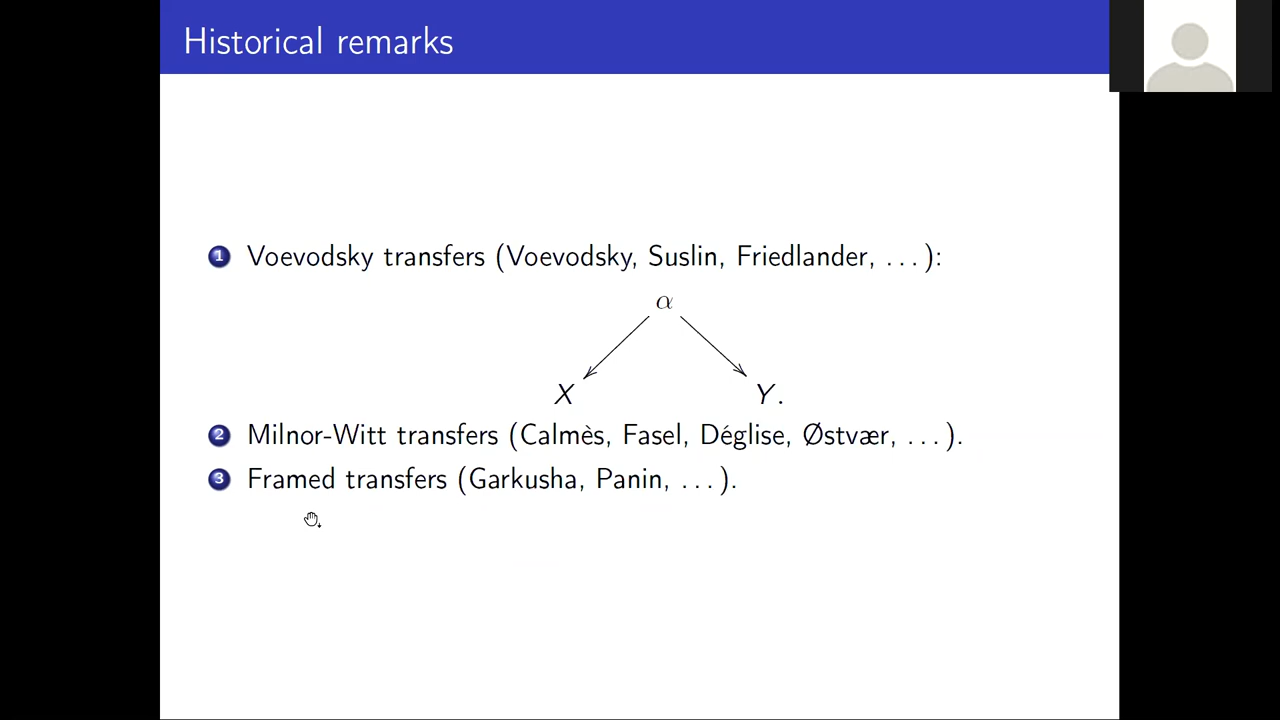 Historical remarks
1 Voevodsky transfers (Voevodsky, Suslin, Friedlander, ...):
α
X Y.
2 Milnor-Witt transfers (Calmès, Fasel, Déglise, Østvær, ...).
3 Framed transfers (Garkusha, Panin, ...).